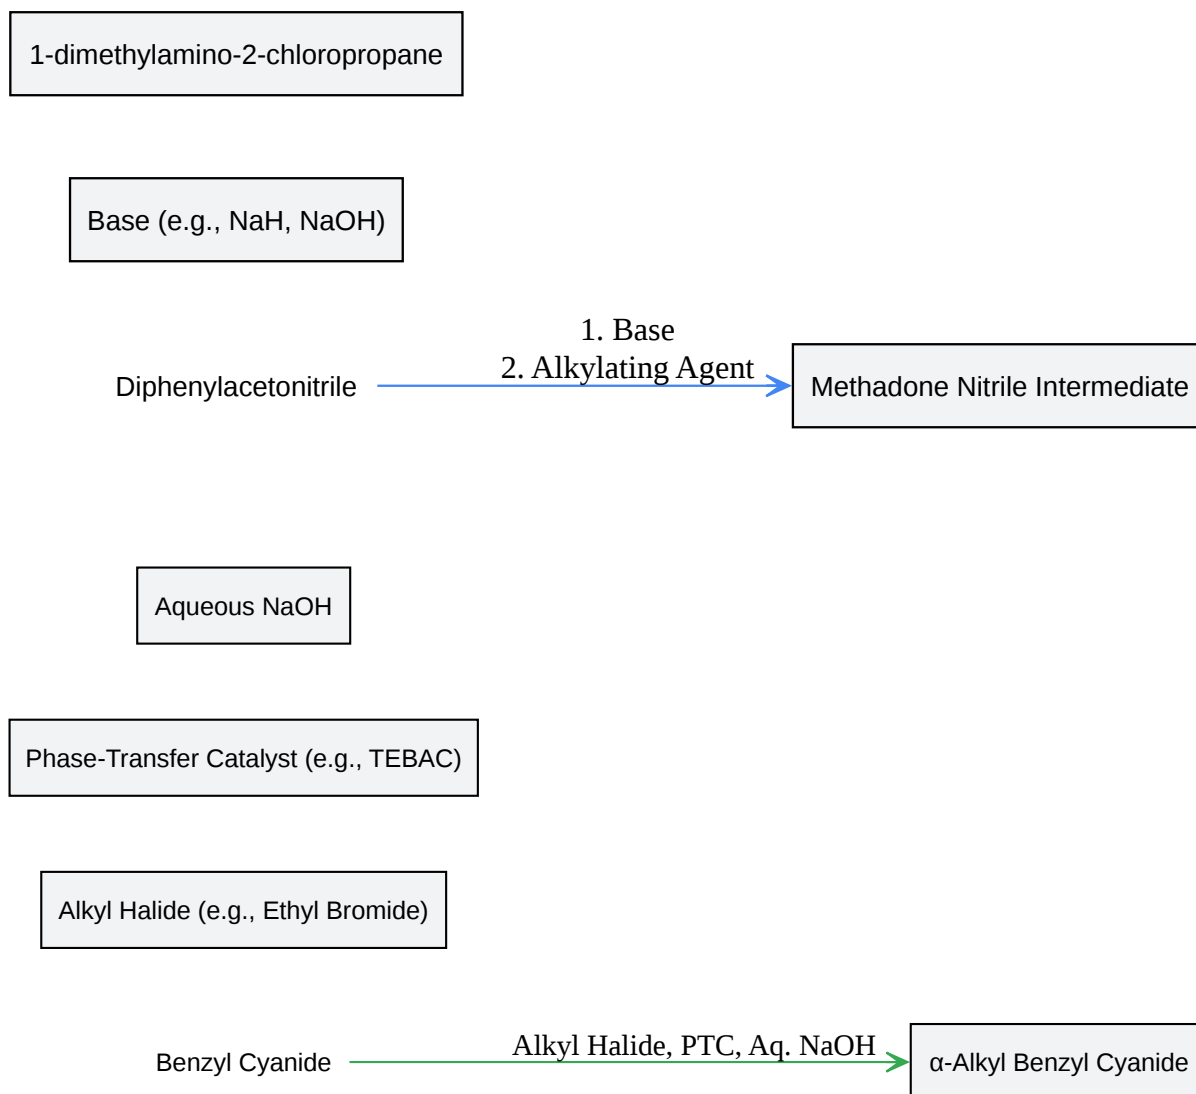 1-dimethylamino-2-chloropropane
Base (e.g., NaH, NaOH)
1. Base
2. Alkylating Agent
Diphenylacetonitrile
Methadone Nitrile Intermediate
Aqueous NaOH
Phase-Transfer Catalyst (e.g., TEBAC)
Alkyl Halide (e.g., Ethyl Bromide)
Alkyl Halide, PTC, Aq. NaOH
Benzyl Cyanide
α-Alkyl Benzyl Cyanide